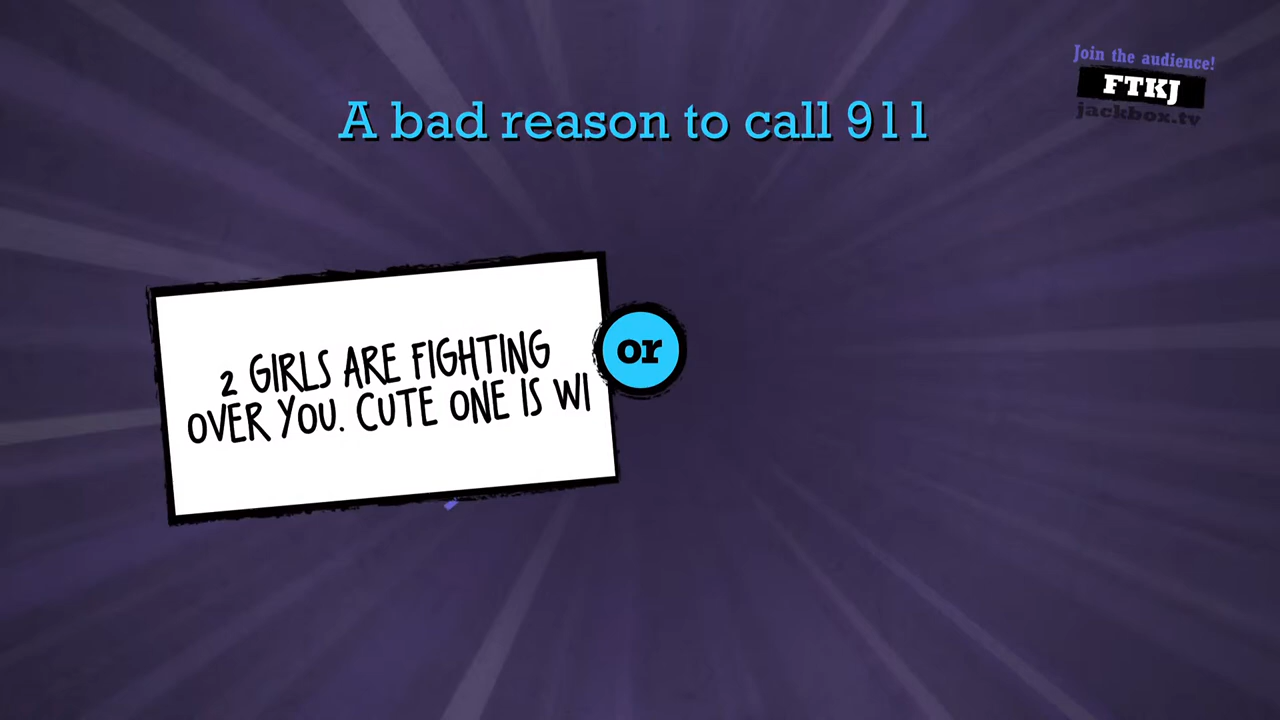 Join the audience!
FTKJ
jackbox.tv
A bad reason to call 911
2 GIRLS ARE FIGHTING
OVER YOU. CUTE ONE IS WI
or